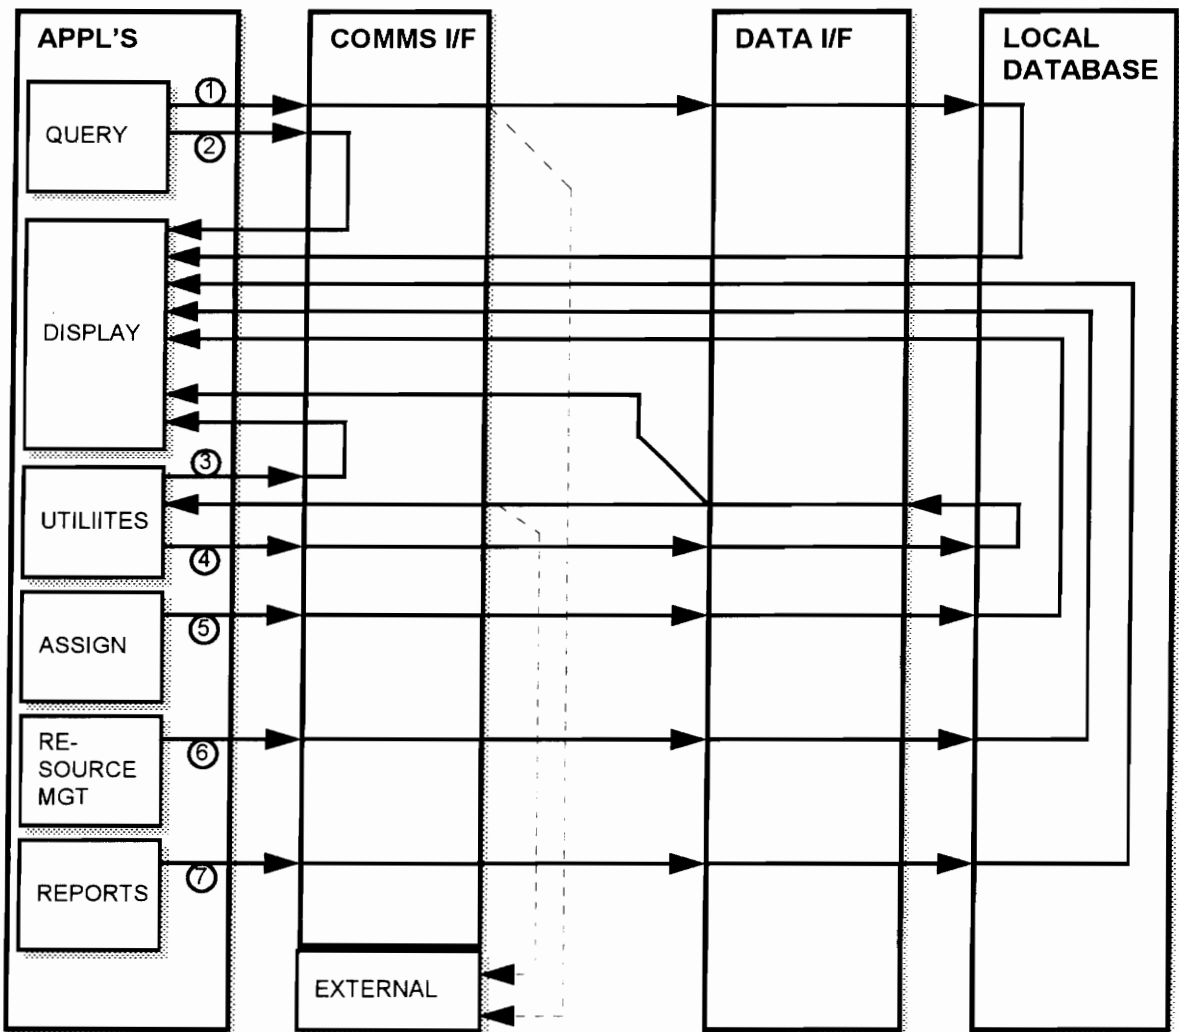 APPL'S
COMMS I/F
DATA I/F
LOCAL
DATABASE
QUERY
1
2
DISPLAY
3
UTILIITES
4
ASSIGN
5
RE-
SOURCE
MGT
6
REPORTS
7
EXTERNAL